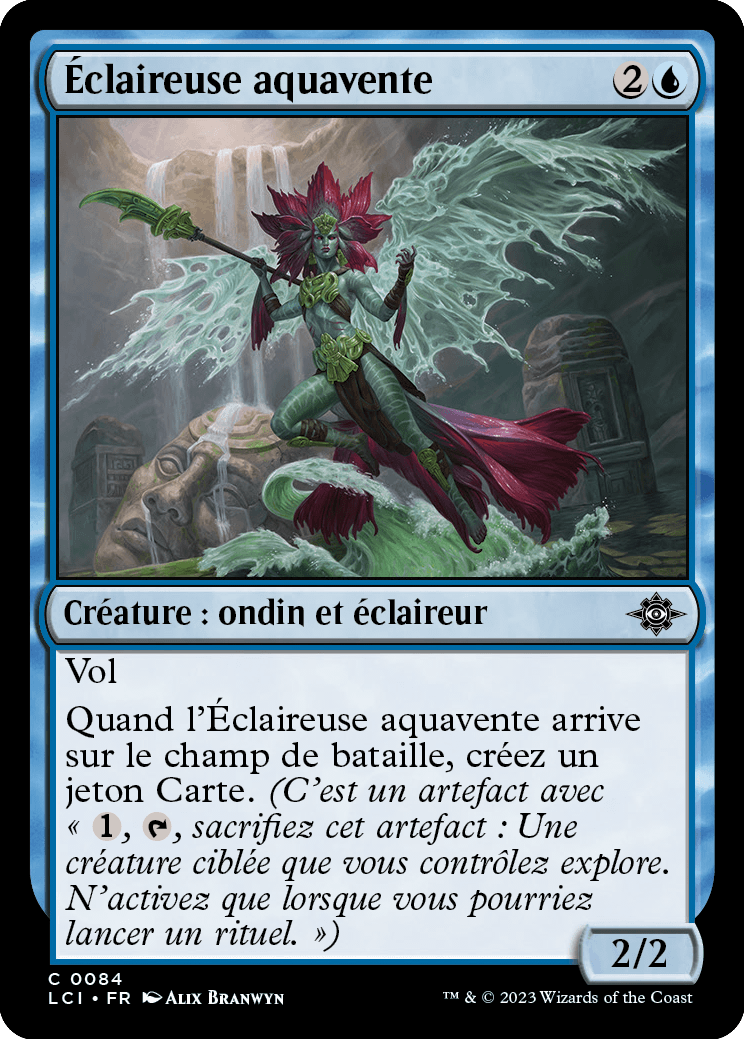 Éclaireuse aquavente
2
Créature : ondin et éclaireur
Vol
Quand l'Éclaireuse aquavente arrive
sur le champ de bataille, créez un
jeton Carte. (C'est un artefact avec
« 1, , sacrifiez cet artefact : Une
créature ciblée que vous contrôlez explore.
N'activez que lorsque vous pourriez
lancer un rituel. »)
2/2
C 0084
LCI • FR Alix Branwyn
™ & © 2023 Wizards of the Coast